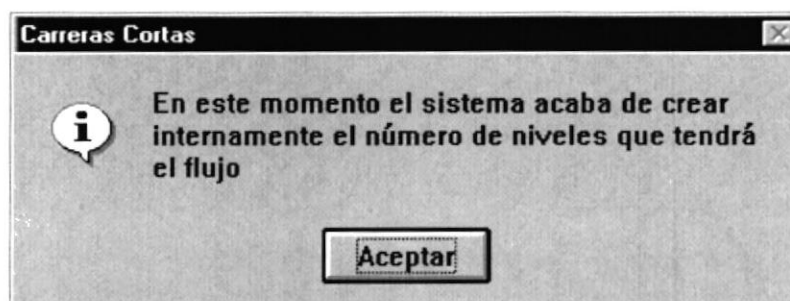 Carreras Cortas
En este momento el sistema acaba de crear
internamente el número de niveles que tendrá
el flujo
Aceptar